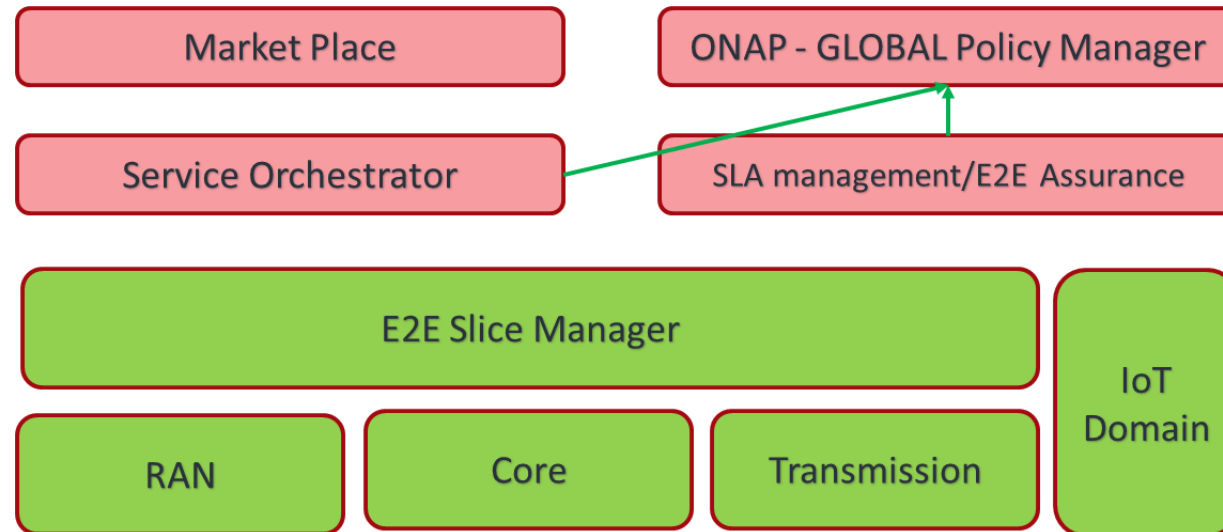 Market Place
ONAP - GLOBAL Policy Manager
Service Orchestrator
SLA management/E2E Assurance
E2E Slice Manager
IoT
Domain
RAN
Core
Transmission